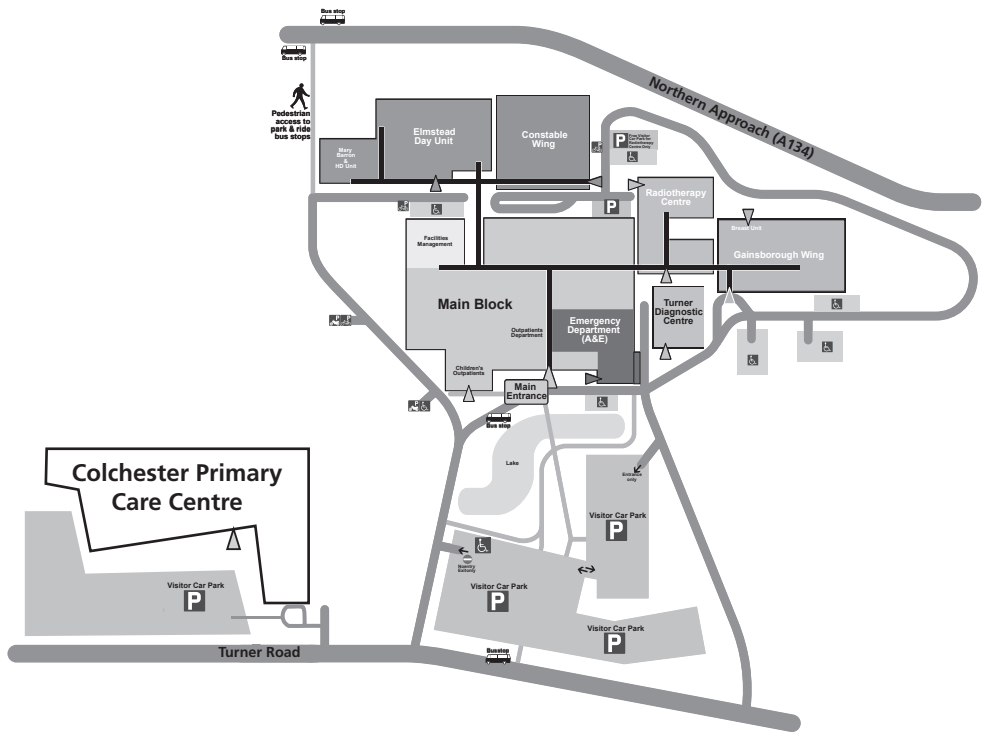 Bus stop
Bus stop
Northern Approach (A134)
Pedestrian
access to
park & ride
bus stops
Elmstead
Day Unit
Constable
Wing
Mary
Barron
&
HD Unit
P
Free Visitor
Car Park for
Radiotherapy
Centre Only
P
P
Radiotherapy
Centre
Breast Unit
Gainsborough Wing
Facilities
Management
Main Block
Turner
Diagnostic
Centre
Emergency
Department
(A&E)
Outpatients
Department
P
Children's
Outpatients
Main
Entrance
P
Bus stop
Lake
Entrance
only
Colchester Primary
Care Centre
Visitor Car Park
P
Visitor Car Park
P
Visitor Car Park
P
Visitor Car Park
P
Turner Road
Bus stop